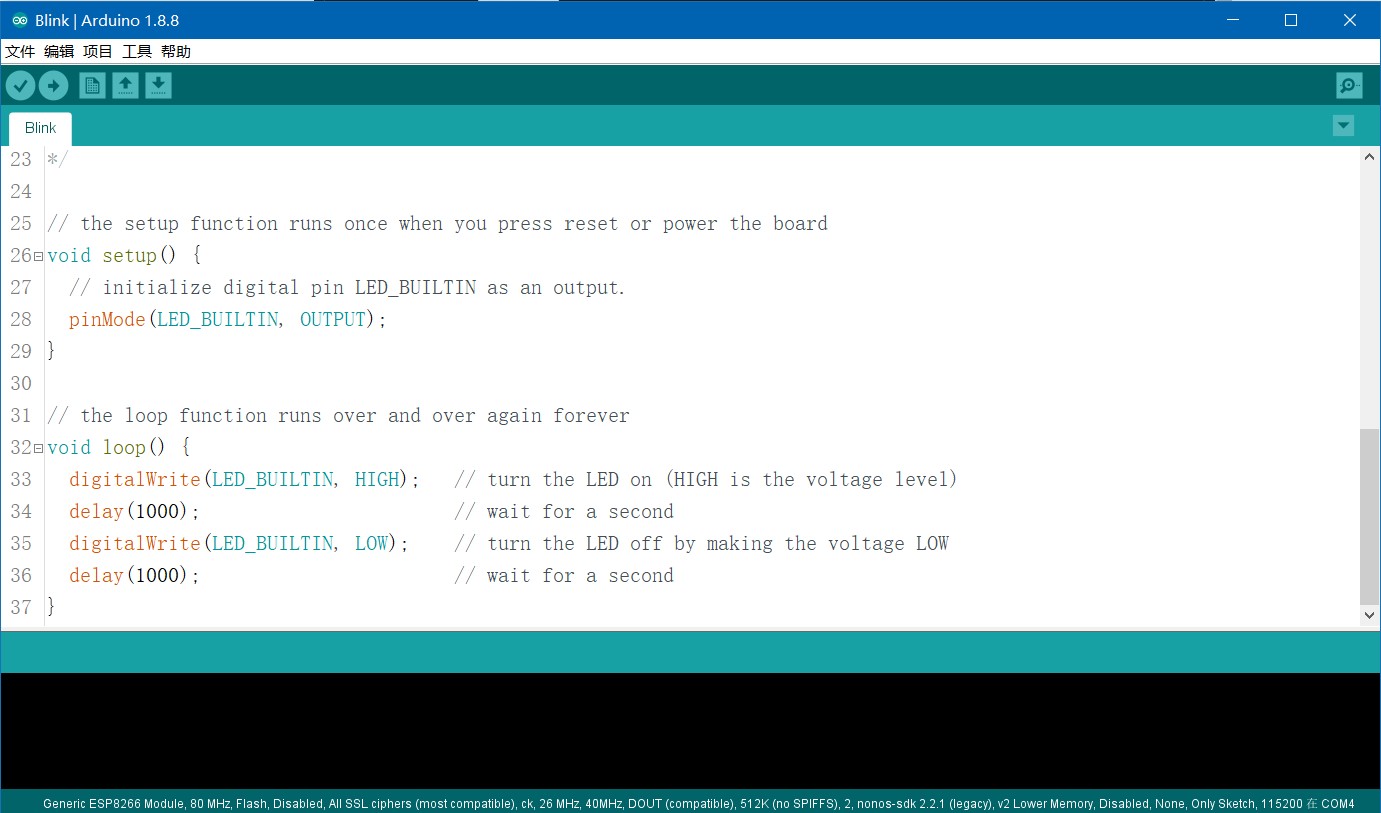 Blink | Arduino 1.8.8
文件 编辑 项目 工具 帮助
Blink
23 */
24
25 // the setup function runs once when you press reset or power the board
26 void setup() {
27   // initialize digital pin LED_BUILTIN as an output.
28   pinMode(LED_BUILTIN, OUTPUT);
29 }
30
31 // the loop function runs over and over again forever
32 void loop() {
33   digitalWrite(LED_BUILTIN, HIGH);   // turn the LED on (HIGH is the voltage level)
34   delay(1000);                       // wait for a second
35   digitalWrite(LED_BUILTIN, LOW);    // turn the LED off by making the voltage LOW
36   delay(1000);                       // wait for a second
37 }
Generic ESP8266 Module, 80 MHz, Flash, Disabled, All SSL ciphers (most compatible), ck, 26 MHz, 40MHz, DOUT (compatible), 512K (no SPIFFS), 2, nonos-sdk 2.2.1 (legacy), v2 Lower Memory, Disabled, None, Only Sketch, 115200 在 COM4